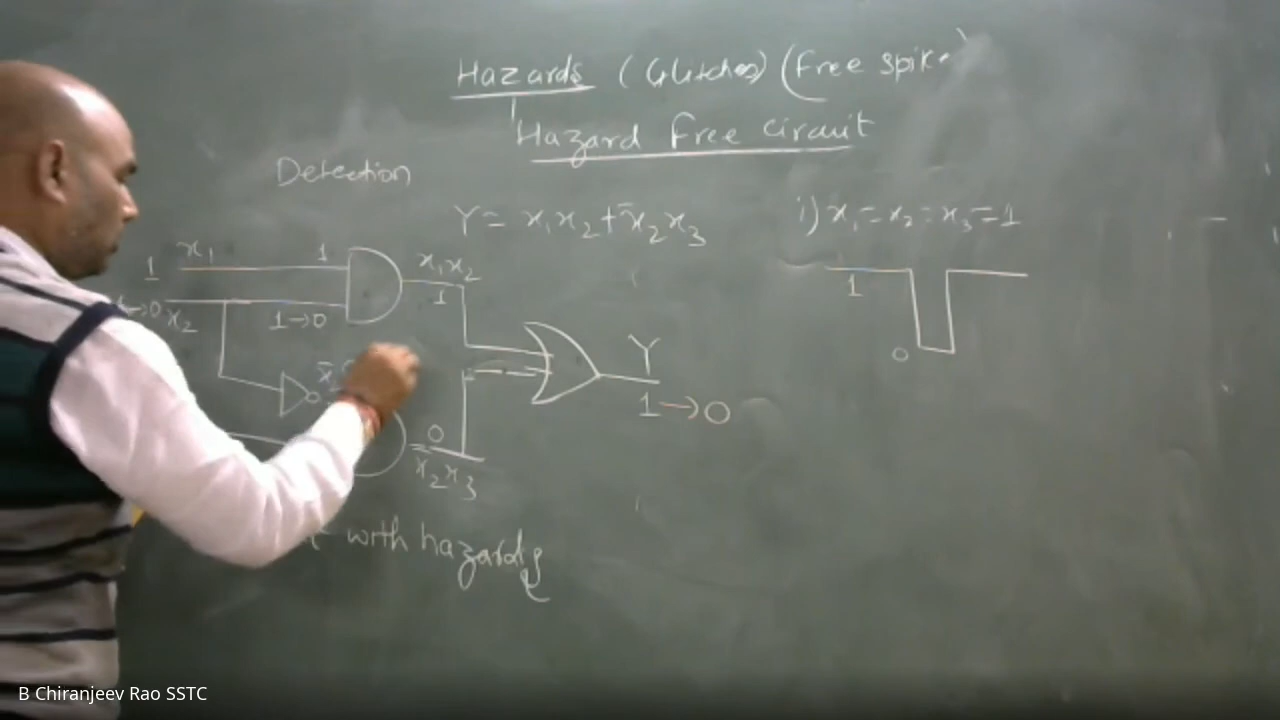 Hazards (Glitches) (Free spike)
Hazard free circuit
Detection
Y = x₁x₂ + x̄₂x₃
i) x₁ = x₂ = x₃ = 1
1 x₁ 1 x₁x₂
1
→0 x₂ 1→0
x̄₂
Y
1→0
0
x̄₂x₃
1
0
with hazards
B Chiranjeev Rao SSTC